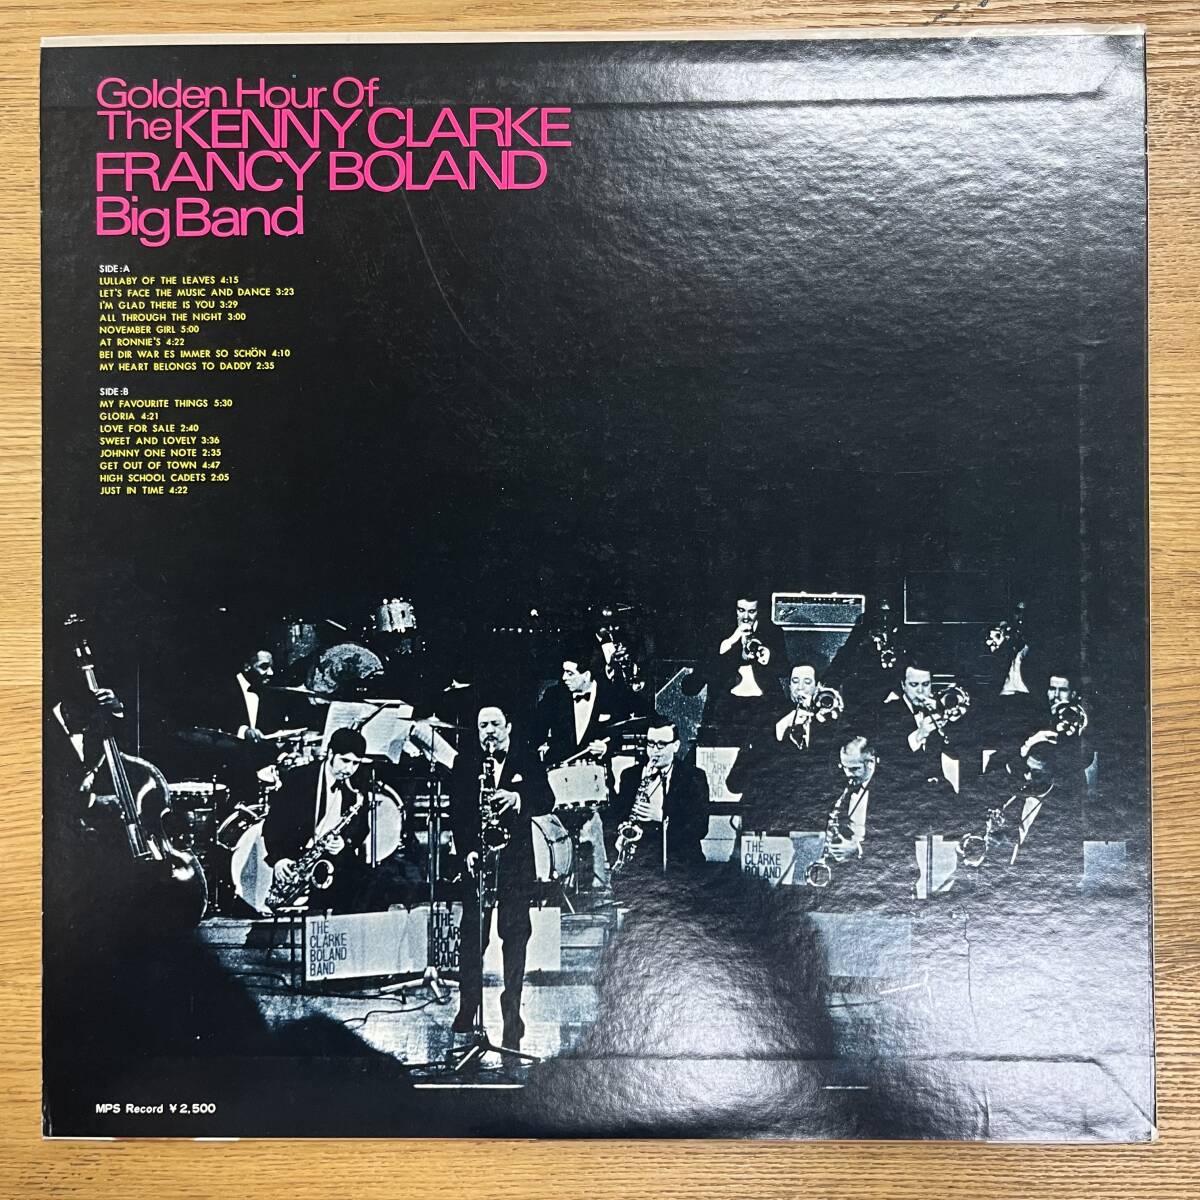 Golden Hour Of
The KENNY CLARKE
FRANCY BOLAND
Big Band
SIDE:A
LULLABY OF THE LEAVES 4:15
LET'S FACE THE MUSIC AND DANCE 3:23
I'M GLAD THERE IS YOU 3:29
ALL THROUGH THE NIGHT 3:00
NOVEMBER GIRL 5:00
AT RONNIE'S 4:22
BEI DIR WAR ES IMMER SO SCHÖN 4:10
MY HEART BELONGS TO DADDY 2:35
SIDE:B
MY FAVOURITE THINGS 5:30
GLORIA 4:21
LOVE FOR SALE 2:40
SWEET AND LOVELY 3:36
JOHNNY ONE NOTE 2:35
GET OUT OF TOWN 4:47
HIGH SCHOOL CADETS 2:05
JUST IN TIME 4:22
THE
CLARKE
BOLAND
BAND
THE
CLARKE
BOLAND
MPS Record ¥2,500